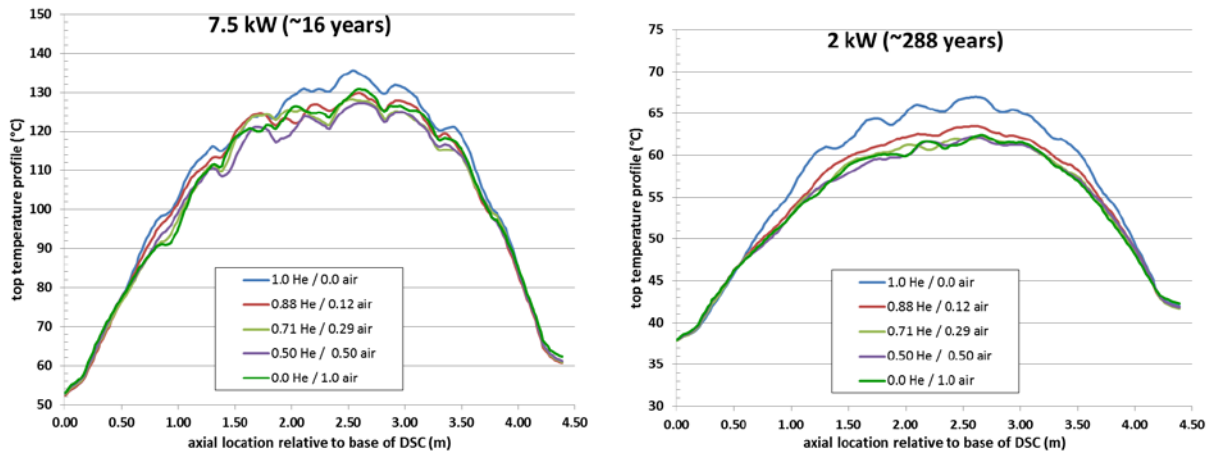 7.5 kW (~16 years)
top temperature profile (°C)
150
140
130
120
110
100
90
80
70
60
50
1.0 He / 0.0 air
0.88 He / 0.12 air
0.71 He / 0.29 air
0.50 He /  0.50 air
0.0 He / 1.0 air
0.00 0.50 1.00 1.50 2.00 2.50 3.00 3.50 4.00 4.50
axial location relative to base of DSC (m)
2 kW (~288 years)
top temperature profile (°C)
75
70
65
60
55
50
45
40
35
30
1.0 He / 0.0 air
0.88 He / 0.12 air
0.71 He / 0.29 air
0.50 He /  0.50 air
0.0 He / 1.0 air
0.00 0.50 1.00 1.50 2.00 2.50 3.00 3.50 4.00 4.50
axial location relative to base of DSC (m)